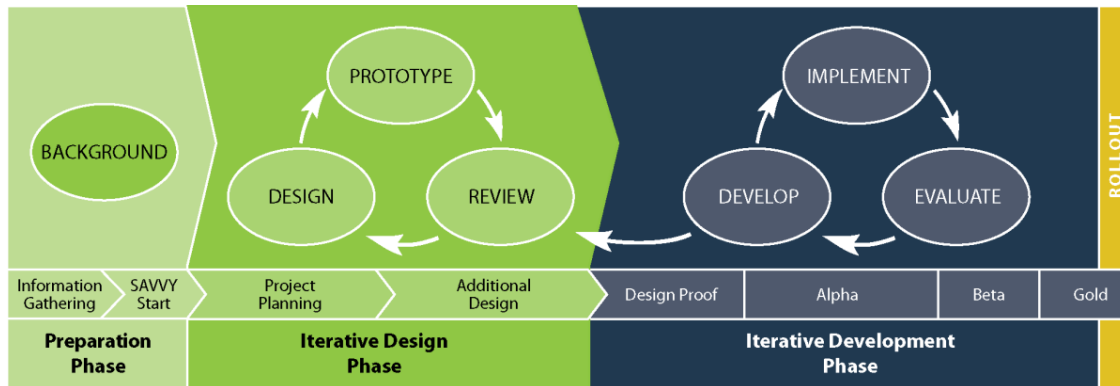 PROTOTYPE
IMPLEMENT
BACKGROUND
DESIGN
REVIEW
DEVELOP
EVALUATE
ROLLOUT
Information
Gathering
SAVVY
Start
Project
Planning
Additional
Design
Design Proof
Alpha
Beta
Gold
Preparation
Phase
Iterative Design
Phase
Iterative Development
Phase